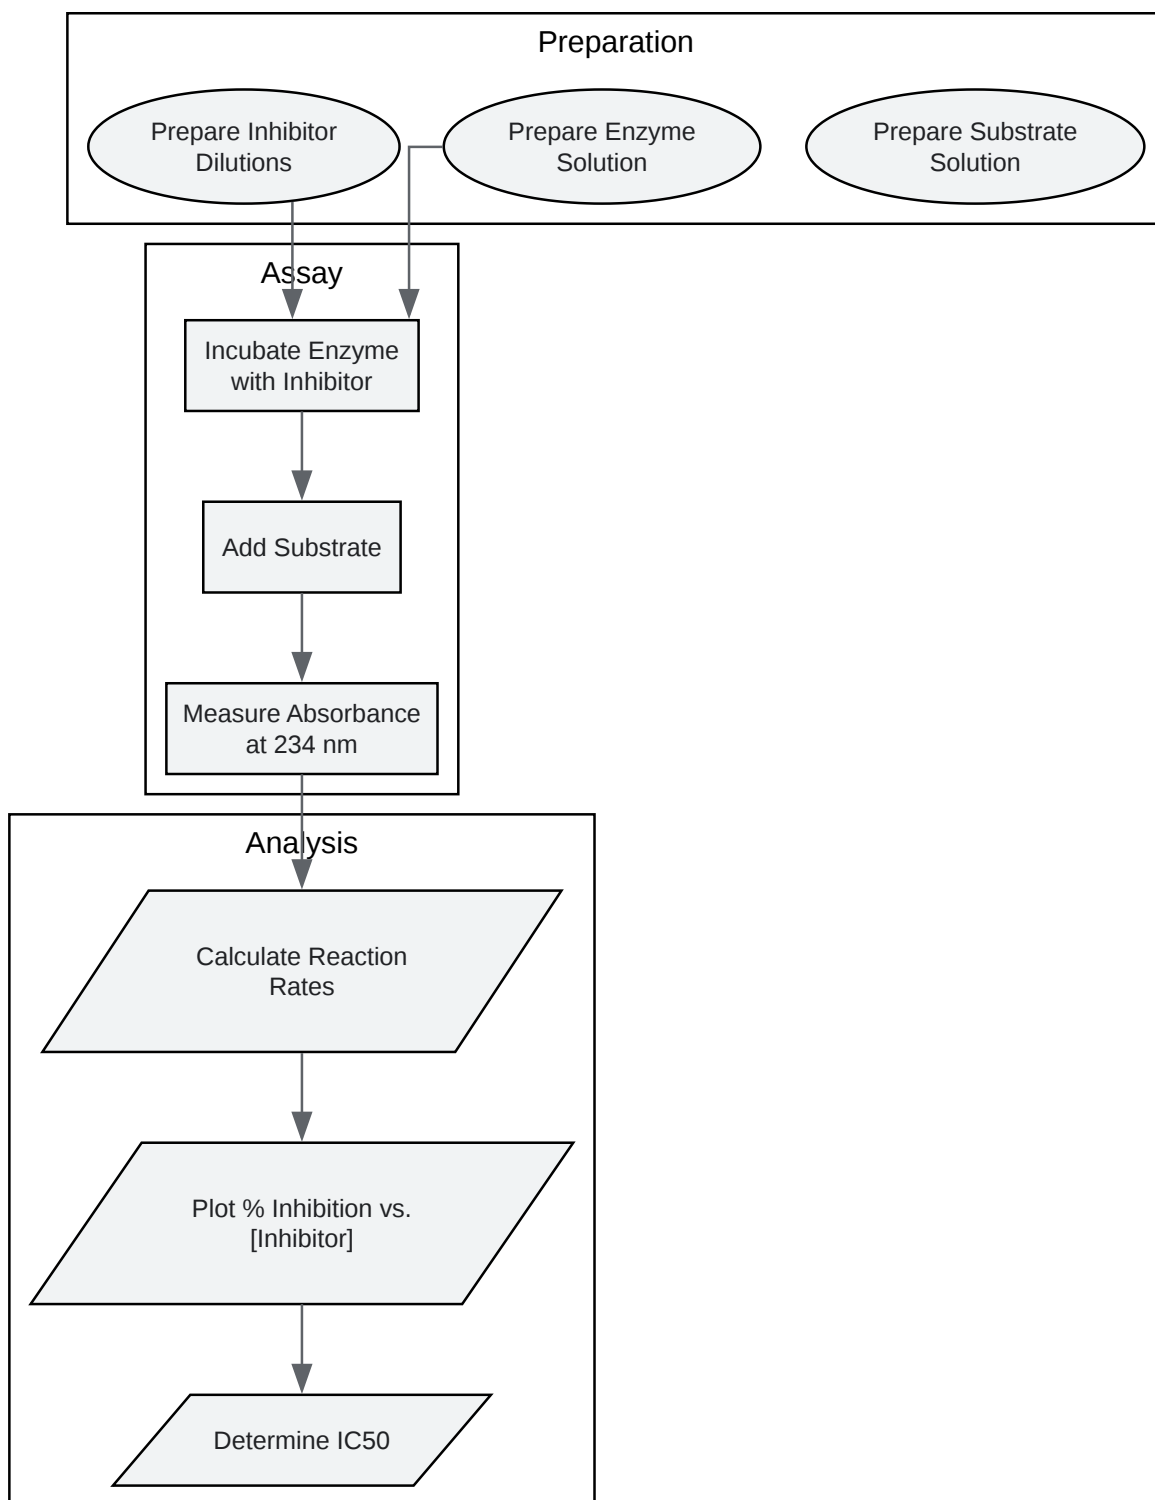 Preparation
Prepare Inhibitor
Dilutions
Prepare Enzyme
Solution
Prepare Substrate
Solution
Assay
Incubate Enzyme
with Inhibitor
Add Substrate
Measure Absorbance
at 234 nm
Analysis
Calculate Reaction
Rates
Plot % Inhibition vs.
[Inhibitor]
Determine IC50